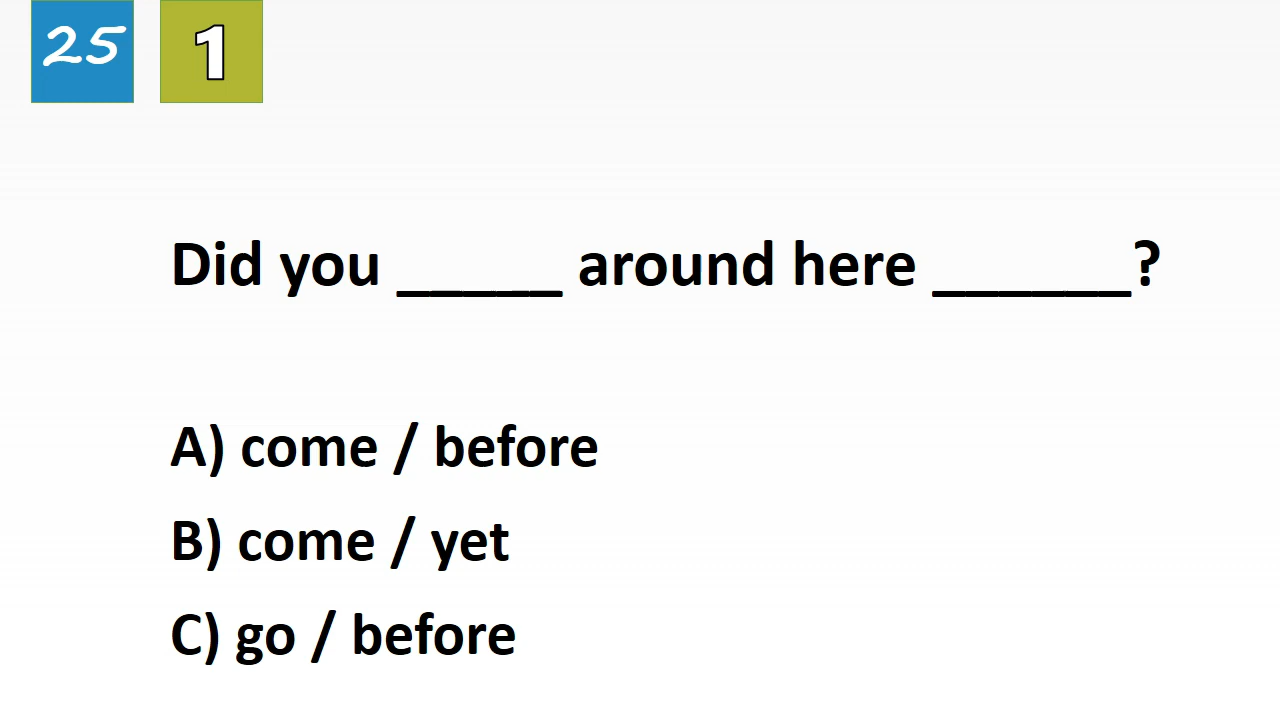 25 1
Did you _____ around here ______?
A) come / before
B) come / yet
C) go / before